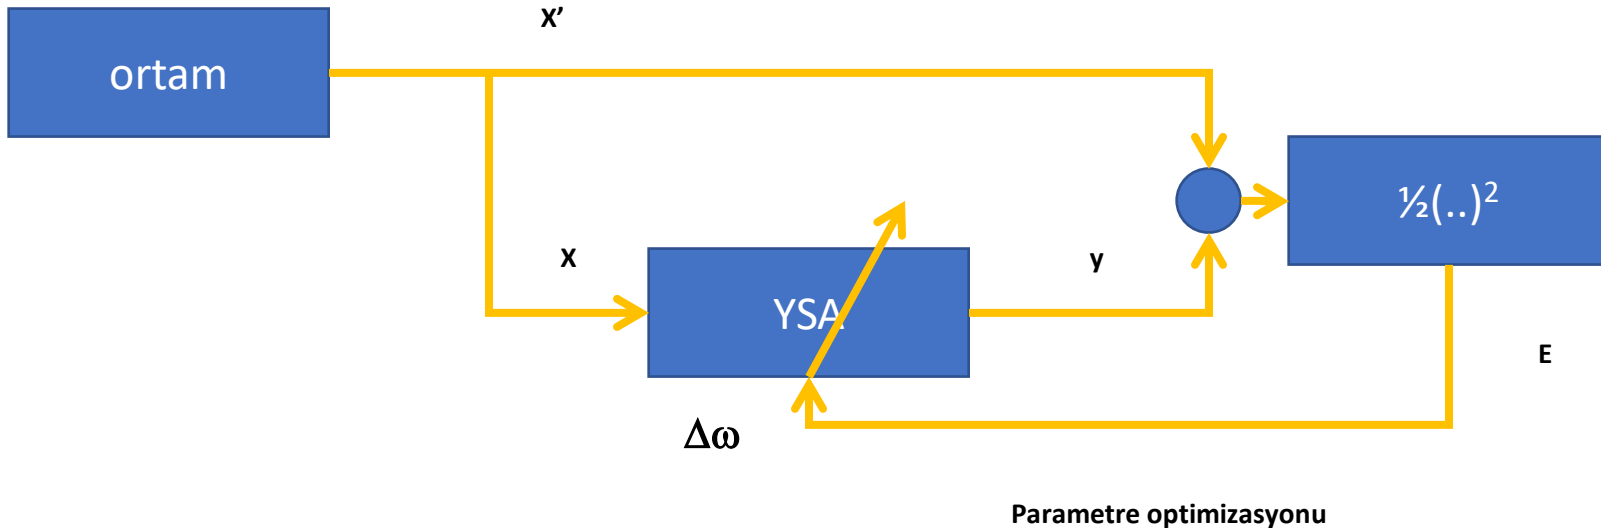 X’
ortam
½(..)²
X
y
YSA
E
Δω
Parametre optimizasyonu